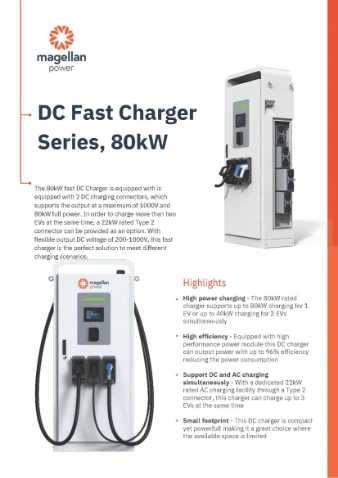 magellan
power
DC Fast Charger
Series, 80kW
The 80kW fast DC Charger is equipped with is
equipped with 2 DC charging connectors, which
supports the output at a maximum of 1000V and
80kW full power. In order to charge more than two
EVs at the same time, a 22kW rated Type 2
connector can be provided as an option. With
flexible output DC voltage of 200-1000V, this fast
charger is the perfect solution to meet different
charging scenarios.
magellan
power
Highlights
High power charging - The 80kW rated
charger supports up to 80kW charging for 1
EV or up to 40kW charging for 2 EVs
simultaneously
High efficiency - Equipped with high
performance power module this DC charger
can output power with up to 96% efficiency
reducing the power consumption
Support DC and AC charging
simultaneously - With a dedicated 22kW
rated AC charging facility through a Type 2
connector, this charger can charge up to 3
EVs at the same time
Small footprint - This DC charger is compact
yet powerfull making it a great choice where
the available space is limited